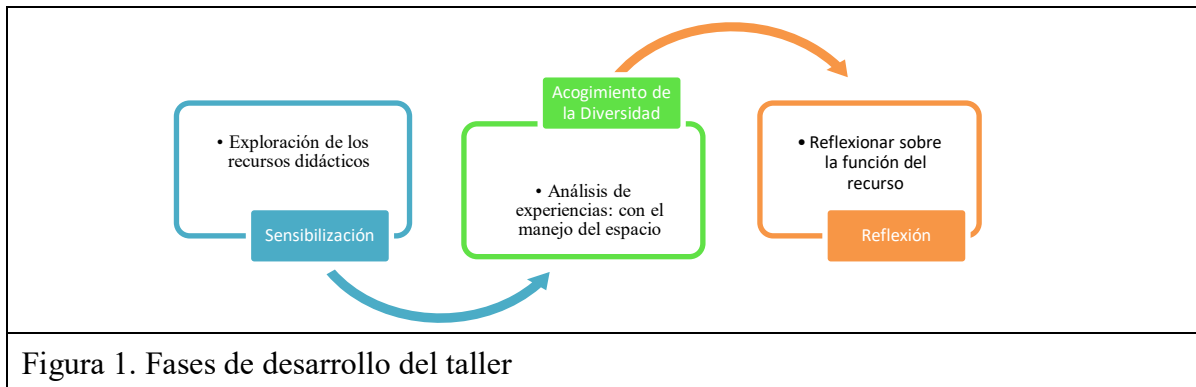 • Exploración de los
recursos didácticos
Sensibilización
Acogimiento de
la Diversidad
• Análisis de
experiencias: con el
manejo del espacio
• Reflexionar sobre
la función del
recurso
Reflexión
Figura 1. Fases de desarrollo del taller